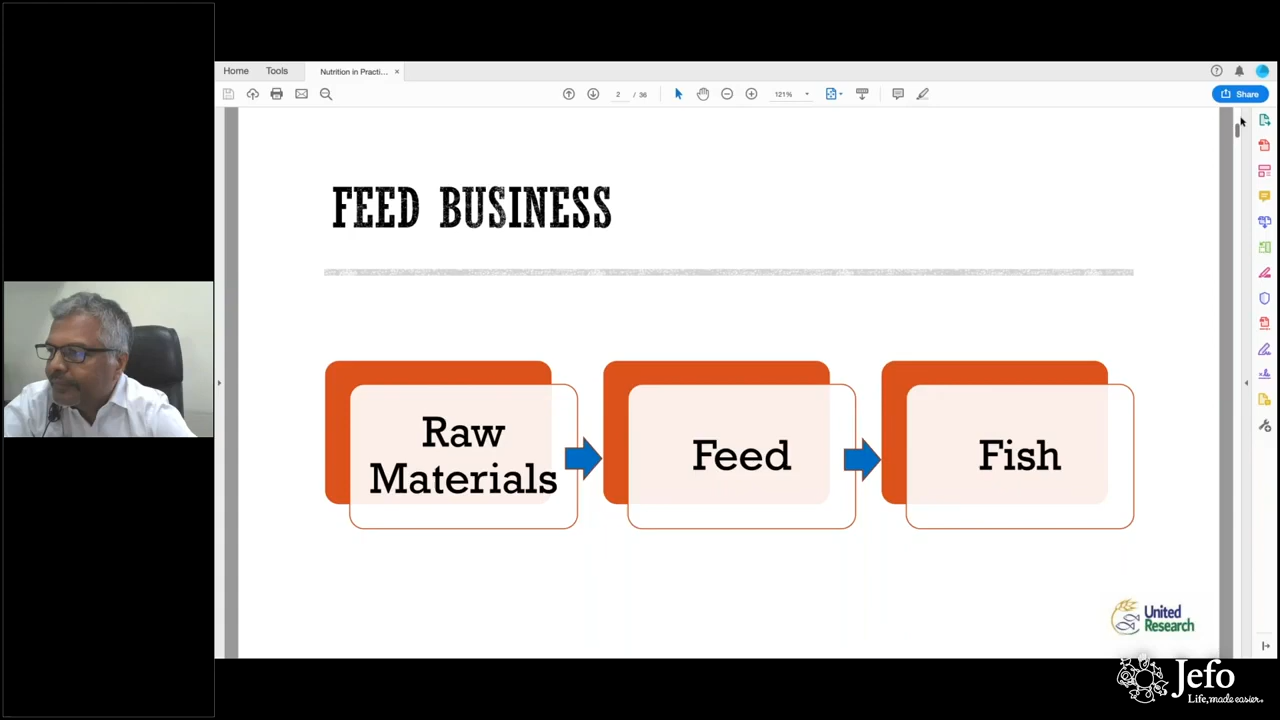 Home
Tools
Nutrition in Practi...
2 / 36
121%
Share
FEED BUSINESS
Raw
Materials
Feed
Fish
United
Research
Jefo
Life, made easier.